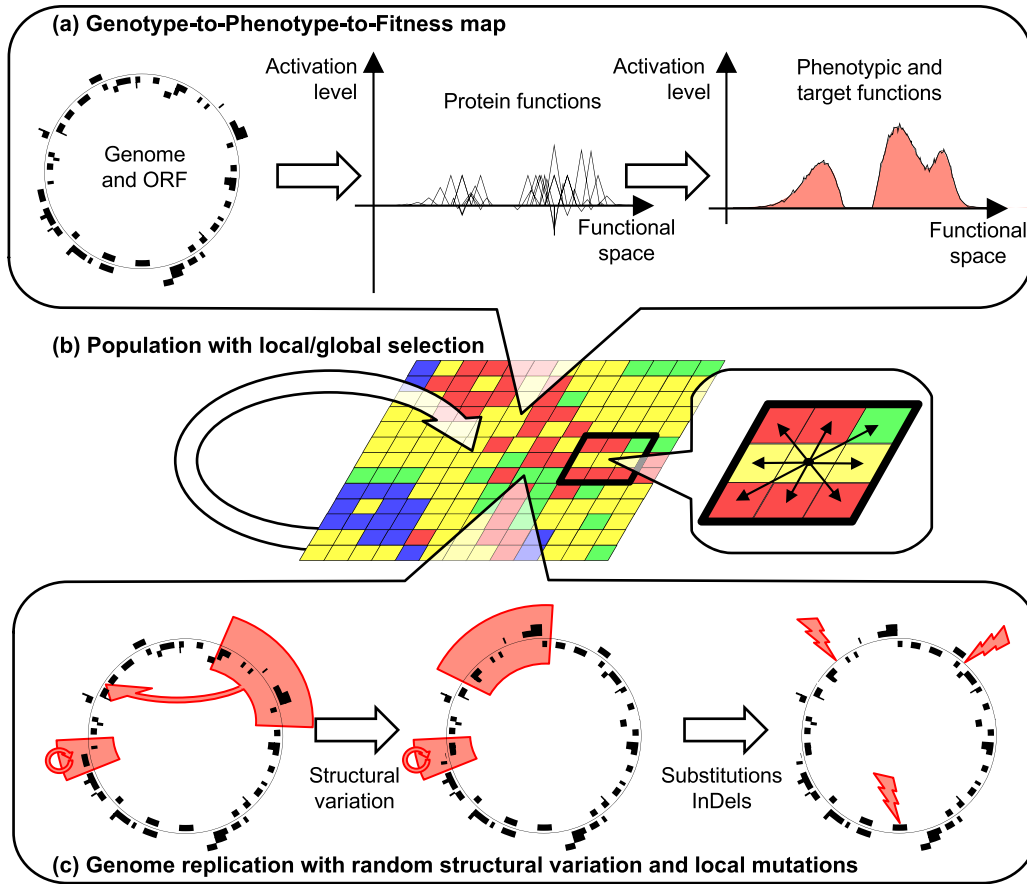 (a) Genotype-to-Phenotype-to-Fitness map
Genome
and ORF
Activation
level
Protein functions
Functional
space
Activation
level
Phenotypic and
target functions
Functional
space
(b) Population with local/global selection
Structural
variation
Substitutions
InDels
(c) Genome replication with random structural variation and local mutations